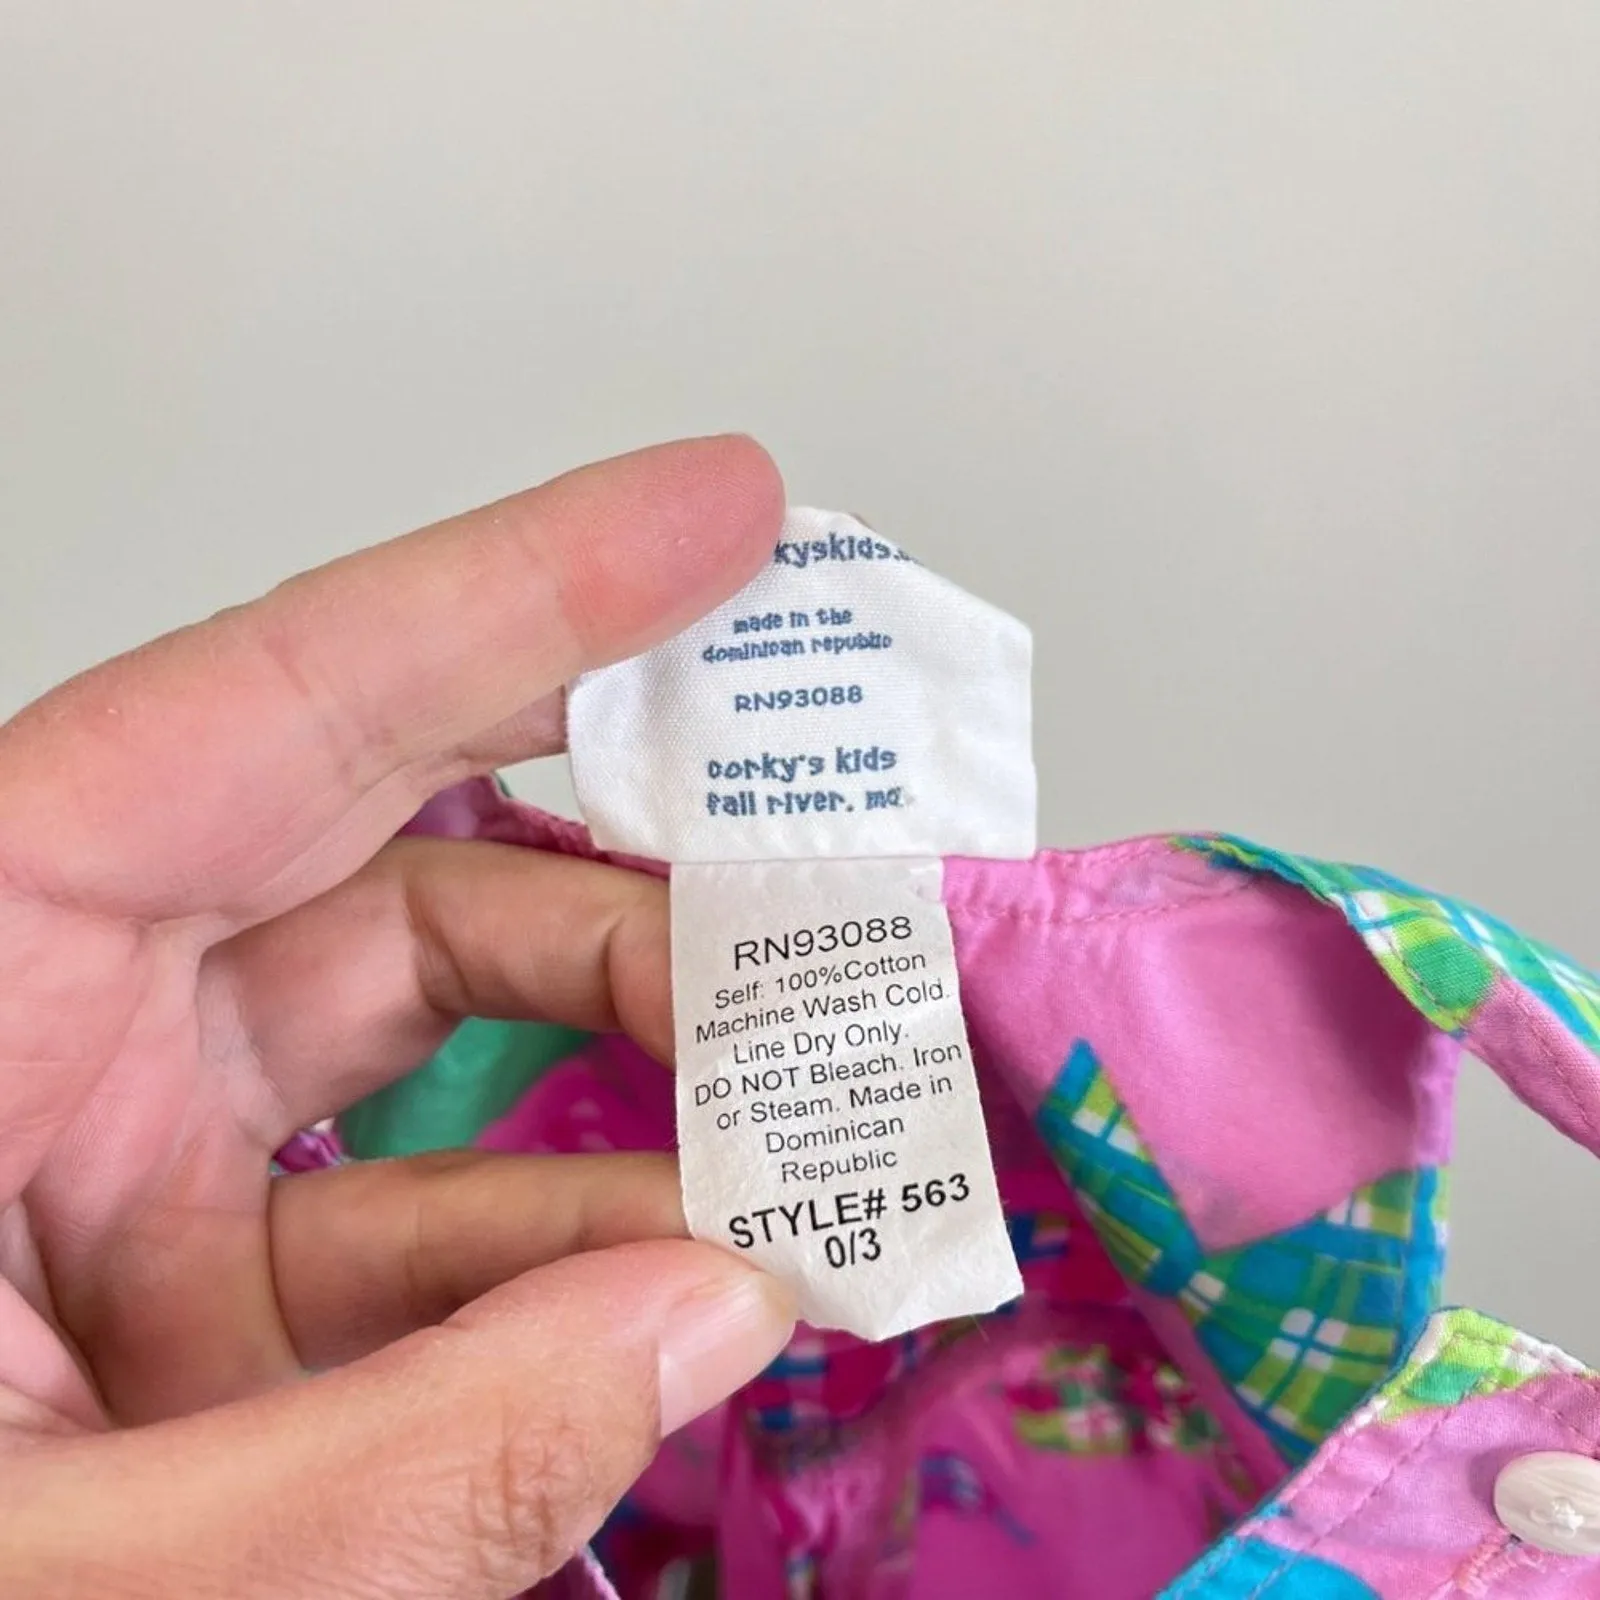 kyskids.
made in the
dominican republic
RN93088
corky's kids
fall river, ma
RN93088
Self: 100%Cotton
Machine Wash Cold.
Line Dry Only.
DO NOT Bleach. Iron
or Steam. Made in
Dominican
Republic
STYLE# 563
0/3